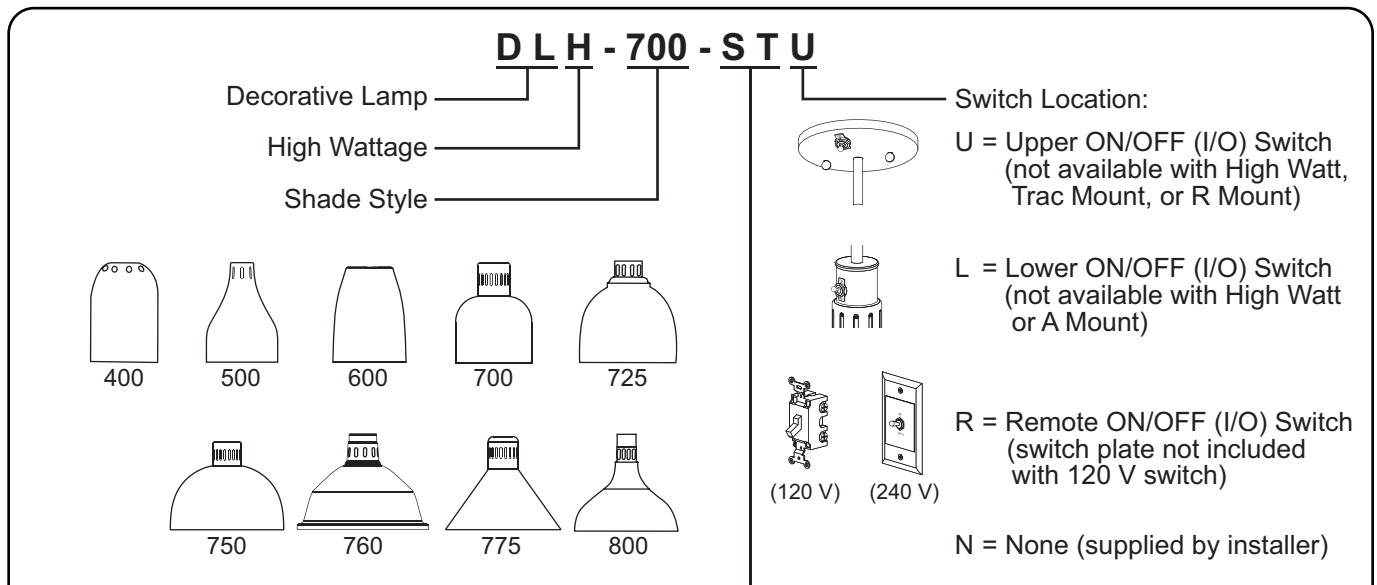 D L H - 700 - S T U
Decorative Lamp
High Wattage
Shade Style
400 500 600 700 725
750 760 775 800
Switch Location:
U = Upper ON/OFF (I/O) Switch
(not available with High Watt,
Trac Mount, or R Mount)
L = Lower ON/OFF (I/O) Switch
(not available with High Watt
or A Mount)
R = Remote ON/OFF (I/O) Switch
(switch plate not included
with 120 V switch)
(120 V) (240 V)
N = None (supplied by installer)